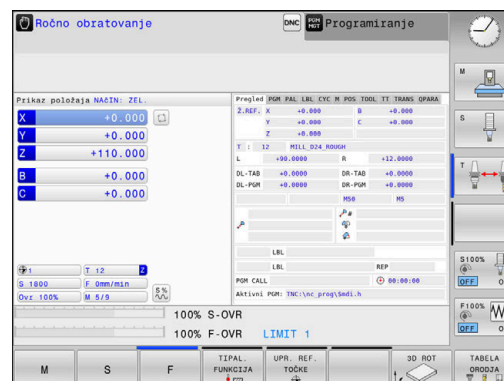 Ročno obratovanje
DNC
PGM
MGT
Programiranje
Prikaz položaja NAčIN: ŽEL.
X +0.000
Y +0.000
Z +110.000
B +0.000
C +0.000
1
T 12 Z
S 1800
F 0mm/min
Ovr 100%
M 5/9
S %
Pregled PGM PAL LBL CYC M POS TOOL TT TRANS QPARA
Ž.REF. X +0.000 B +0.000
Y +0.000 C +0.000
Z +0.000
T : 12 MILL_D24_ROUGH
L +90.0000 R +12.0000
DL-TAB +0.0000 DR-TAB +0.0000
DL-PGM +0.0000 DR-PGM +0.0000
M50 M5
LBL
LBL REP
PGM CALL 00:00:00
Aktivni PGM: TNC:\nc_prog\$mdi.h
100% S-OVR
100% F-OVR LIMIT 1
M
S
T
S100%
OFF
F100%
OFF
M
S
F
TIPAL.
FUNKCIJA
UPR. REF.
TOČKE
3D ROT
TABELA
ORODJA